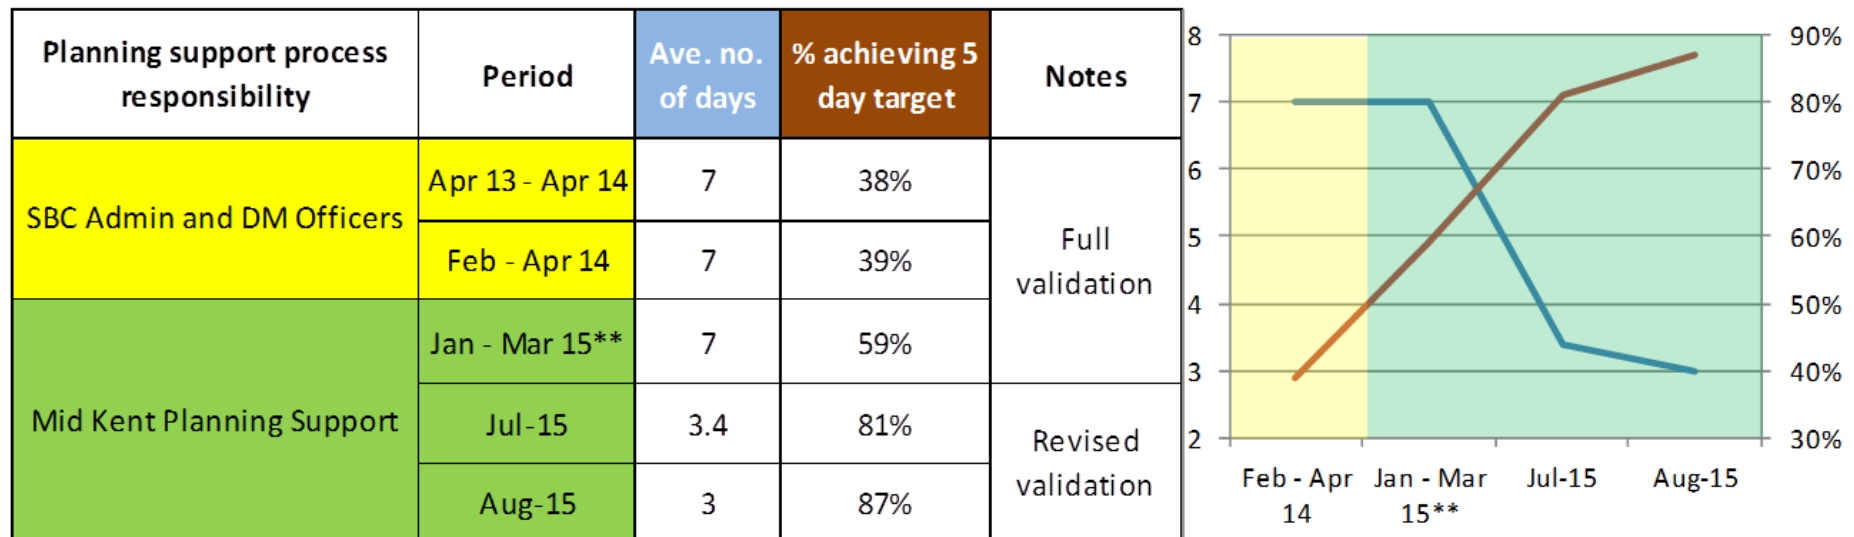 Planning support process
responsibility
Period
Ave. no.
of days
% achieving 5
day target
Notes
SBC Admin and DM Officers
Apr 13 - Apr 14
7
38%
Full
validation
Feb - Apr 14
7
39%
Mid Kent Planning Support
Jan - Mar 15**
7
59%
Jul-15
3.4
81%
Revised
validation
Aug-15
3
87%
8
7
6
5
4
3
2
90%
80%
70%
60%
50%
40%
30%
Feb - Apr
14
Jan - Mar
15**
Jul-15
Aug-15